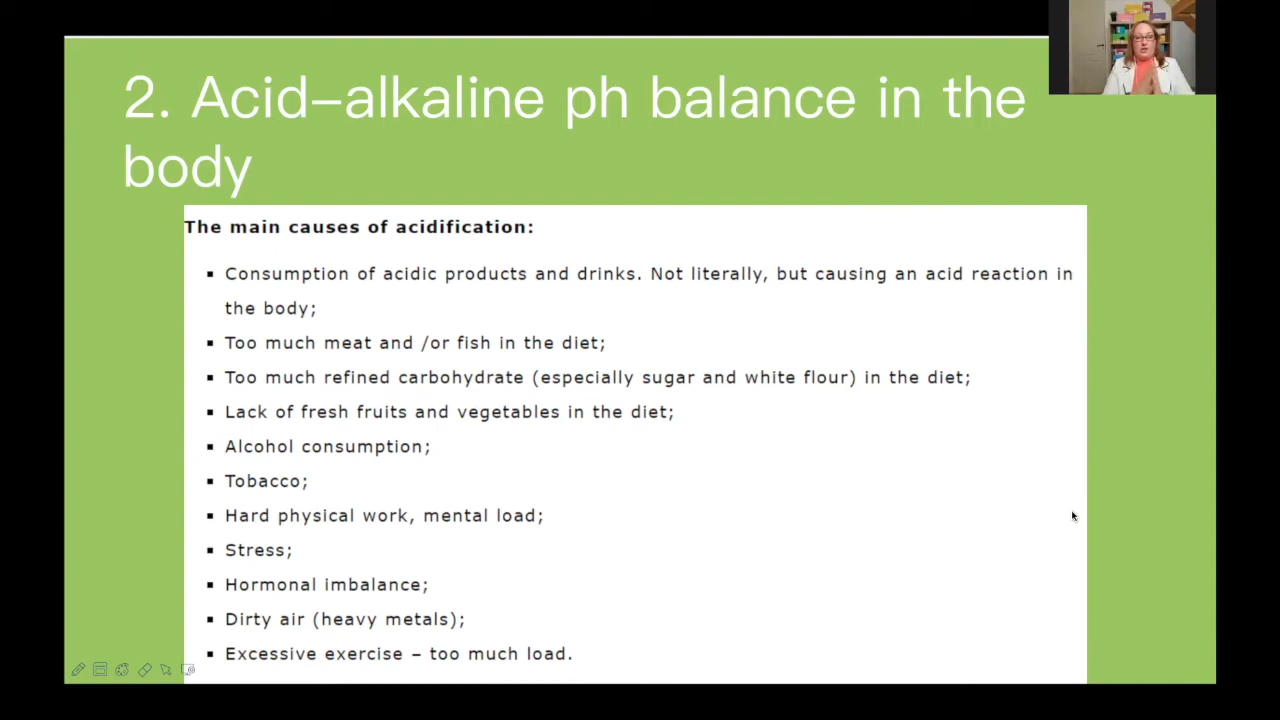 2. Acid–alkaline ph balance in the
body
The main causes of acidification:
▪ Consumption of acidic products and drinks. Not literally, but causing an acid reaction in
the body;
▪ Too much meat and /or fish in the diet;
▪ Too much refined carbohydrate (especially sugar and white flour) in the diet;
▪ Lack of fresh fruits and vegetables in the diet;
▪ Alcohol consumption;
▪ Tobacco;
▪ Hard physical work, mental load;
▪ Stress;
▪ Hormonal imbalance;
▪ Dirty air (heavy metals);
▪ Excessive exercise – too much load.